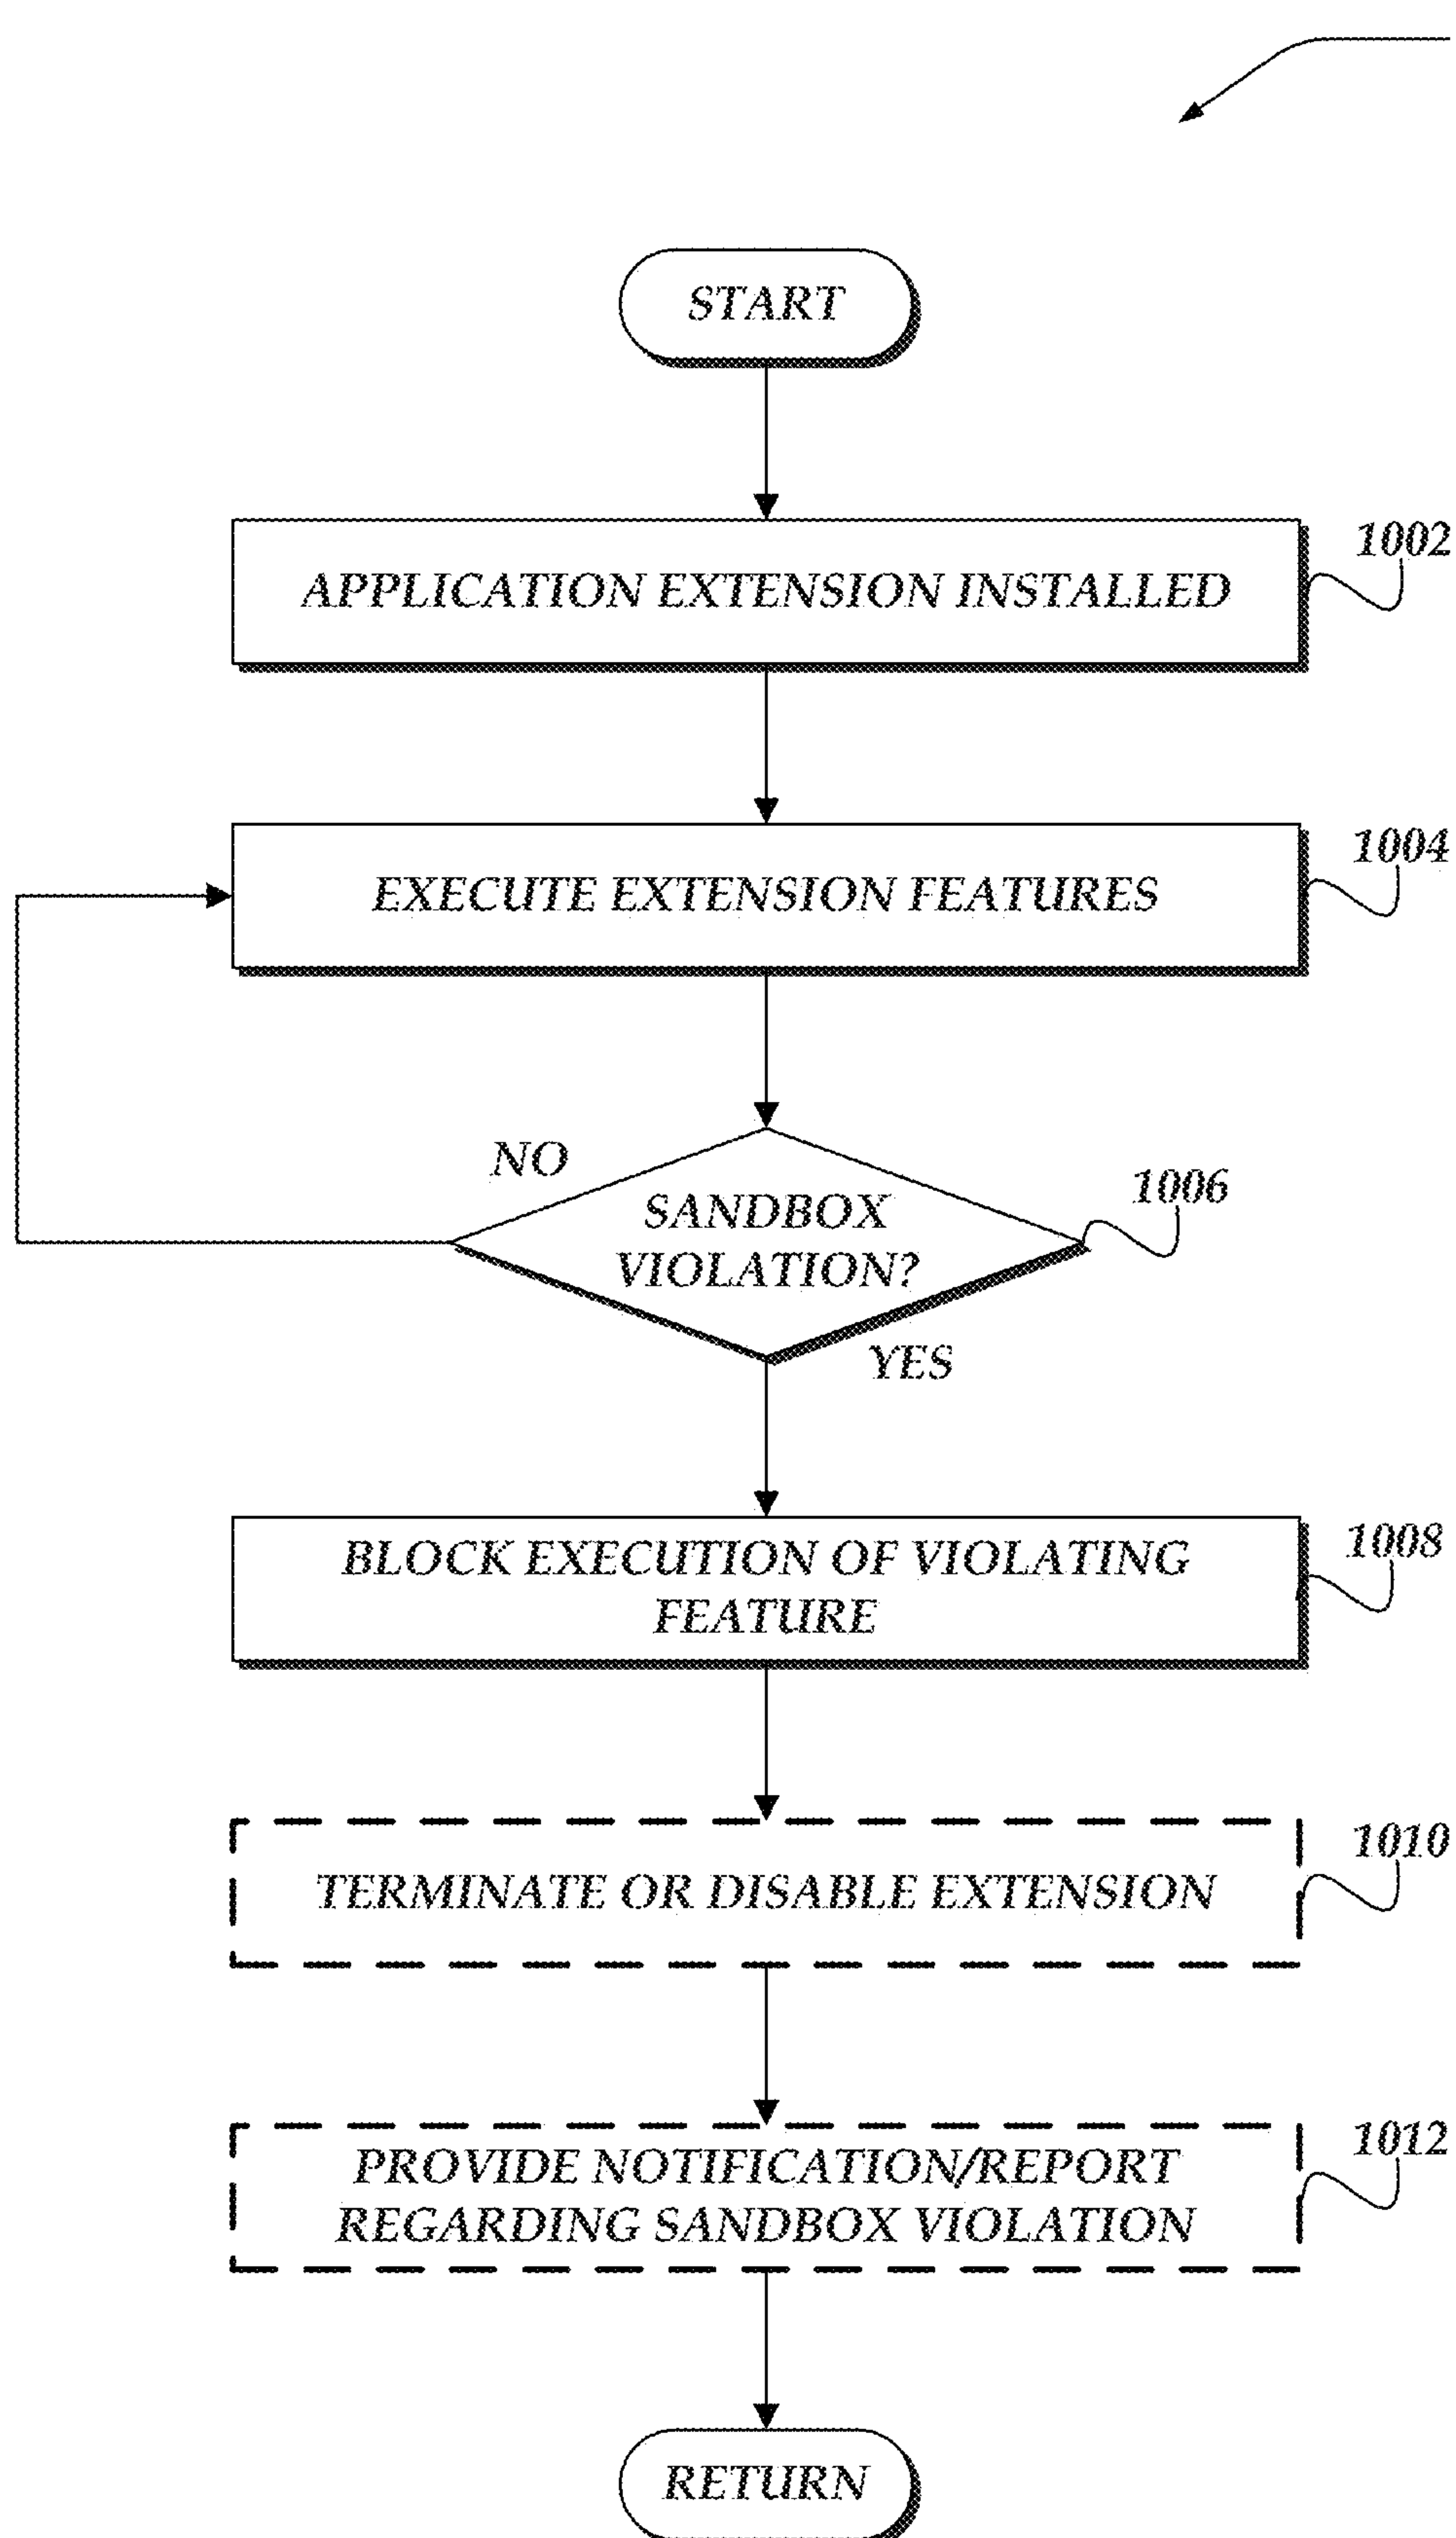 START
APPLICATION EXTENSION INSTALLED
1002
EXECUTE EXTENSION FEATURES
1004
NO
SANDBOX
VIOLATION?
1006
YES
BLOCK EXECUTION OF VIOLATING
FEATURE
1008
TERMINATE OR DISABLE EXTENSION
1010
PROVIDE NOTIFICATION/REPORT
REGARDING SANDBOX VIOLATION
1012
RETURN